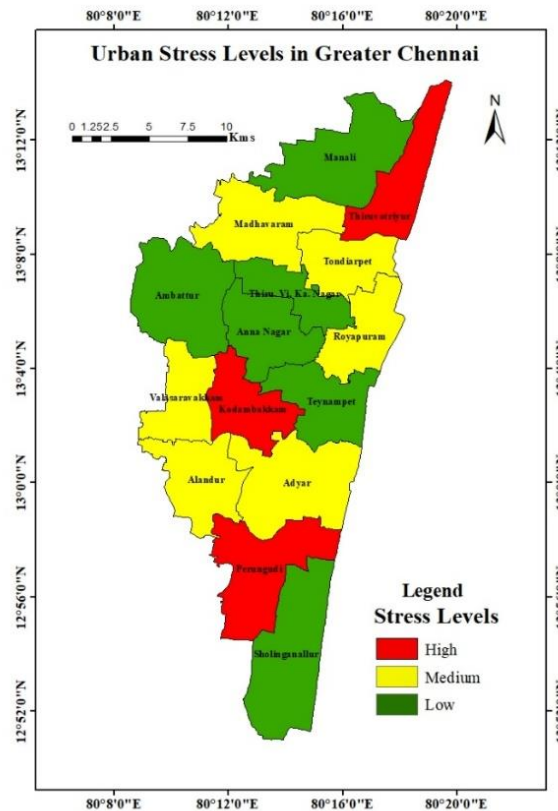 80°8'0"E 80°12'0"E 80°16'0"E 80°20'0"E
Urban Stress Levels in Greater Chennai
0 1.25 2.5 5 7.5 10
Kms
N
13°12'0"N
Manali
Thiruvotriyur
Madhavaram
13°8'0"N
Tondiarpet
Ambattur
Thiru. Vi. Ka. Nagar
Anna Nagar
Royapuram
13°4'0"N
Valasaravakkam
Kodambakkam
Teynampet
13°0'0"N
Alandur
Adyar
Perungudi
12°56'0"N
Legend
Stress Levels
High
Medium
Low
Sholinganallur
12°52'0"N
80°8'0"E 80°12'0"E 80°16'0"E 80°20'0"E